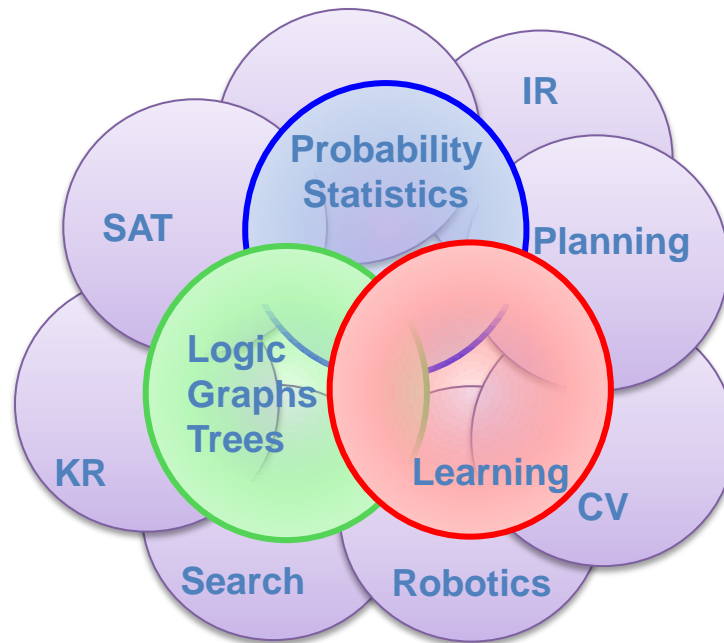 IR
Probability
Statistics
SAT
Planning
Logic
Graphs
Trees
KR
Learning
CV
Search
Robotics